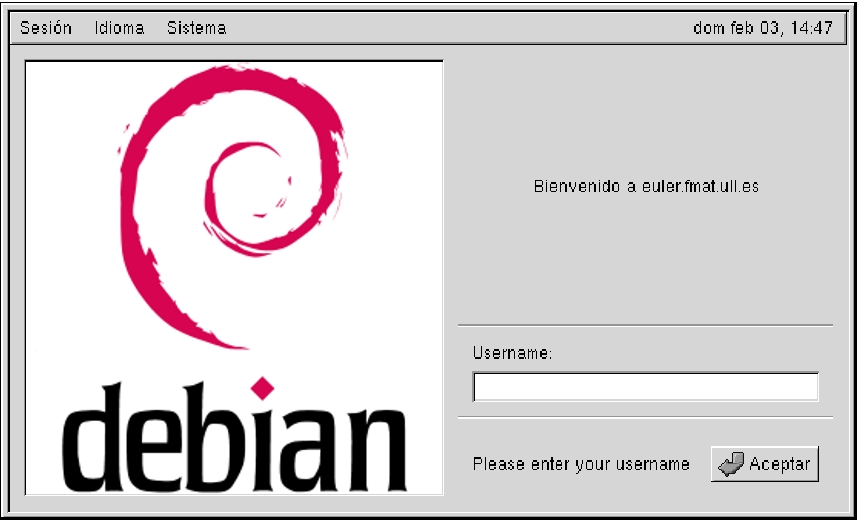 Sesión Idioma Sistema dom feb 03, 14:47
debian
Bienvenido a euler.fmat.ull.es
Username:
Please enter your username Aceptar